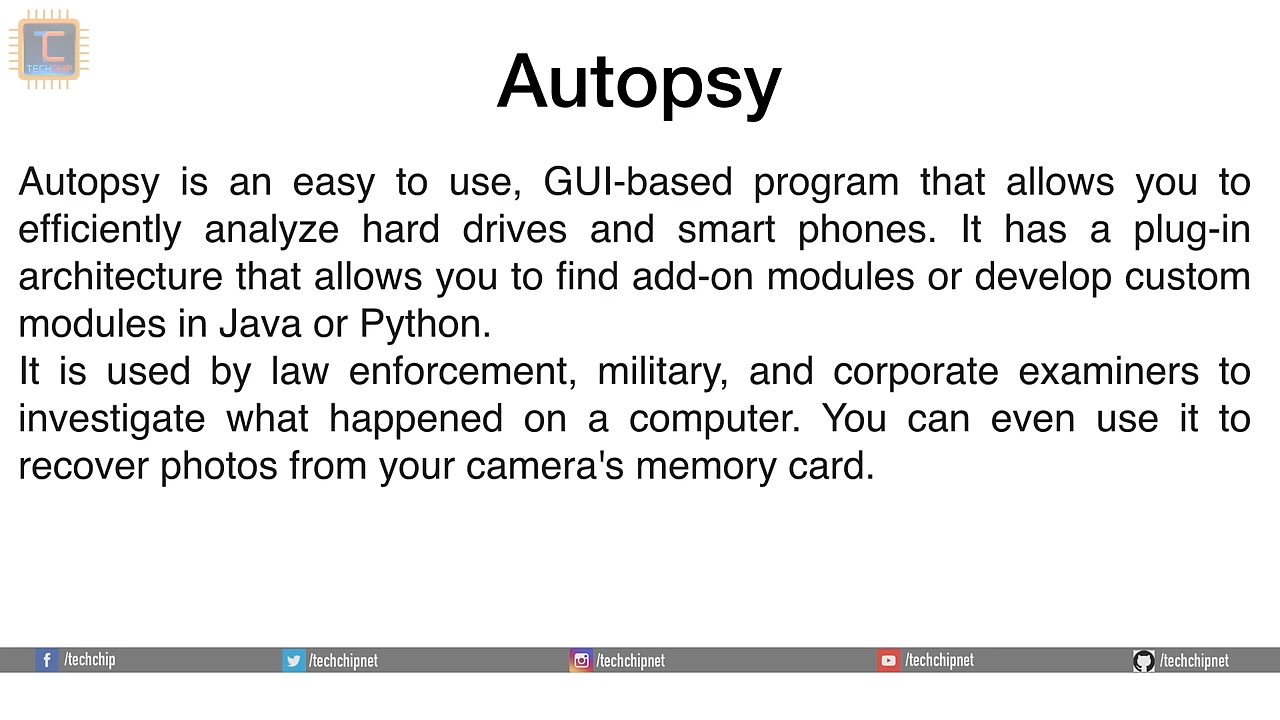 TECHCHIP
Autopsy
Autopsy is an easy to use, GUI-based program that allows you to
efficiently analyze hard drives and smart phones. It has a plug-in
architecture that allows you to find add-on modules or develop custom
modules in Java or Python.
It is used by law enforcement, military, and corporate examiners to
investigate what happened on a computer. You can even use it to
recover photos from your camera's memory card.
/techchip /techchipnet /techchipnet /techchipnet /techchipnet